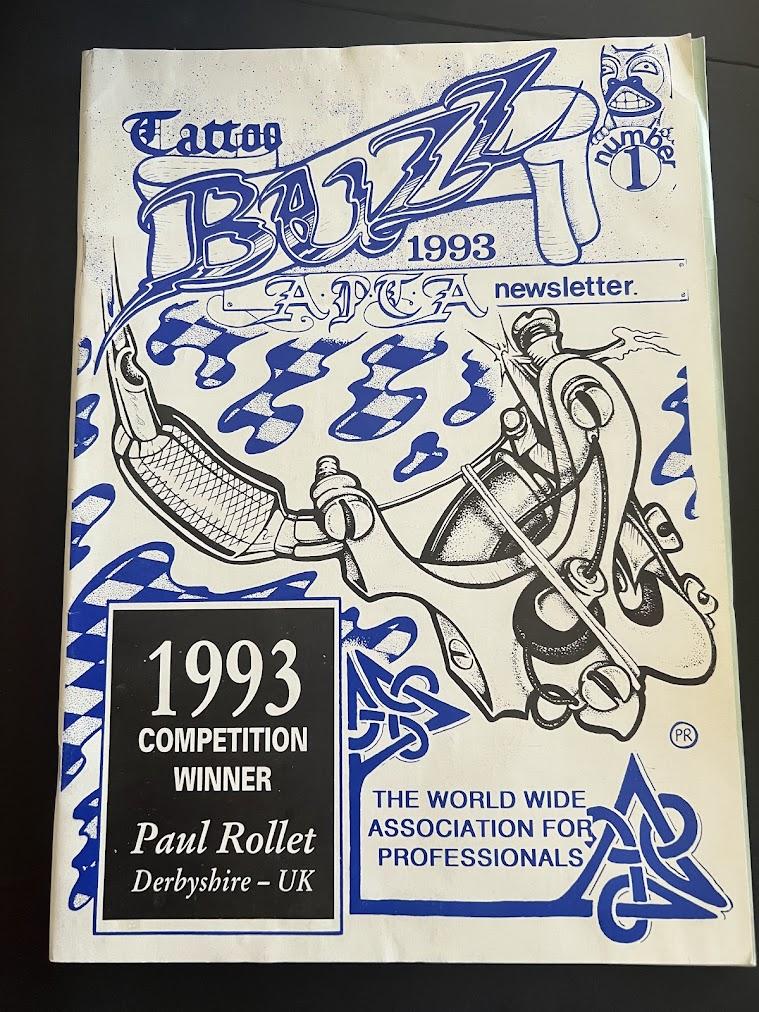 Tattoo
BUZZ
number
1
1993
A.P.T.A
newsletter.
1993
COMPETITION
WINNER
Paul Rollet
Derbyshire – UK
PR
THE WORLD WIDE
ASSOCIATION FOR
PROFESSIONALS